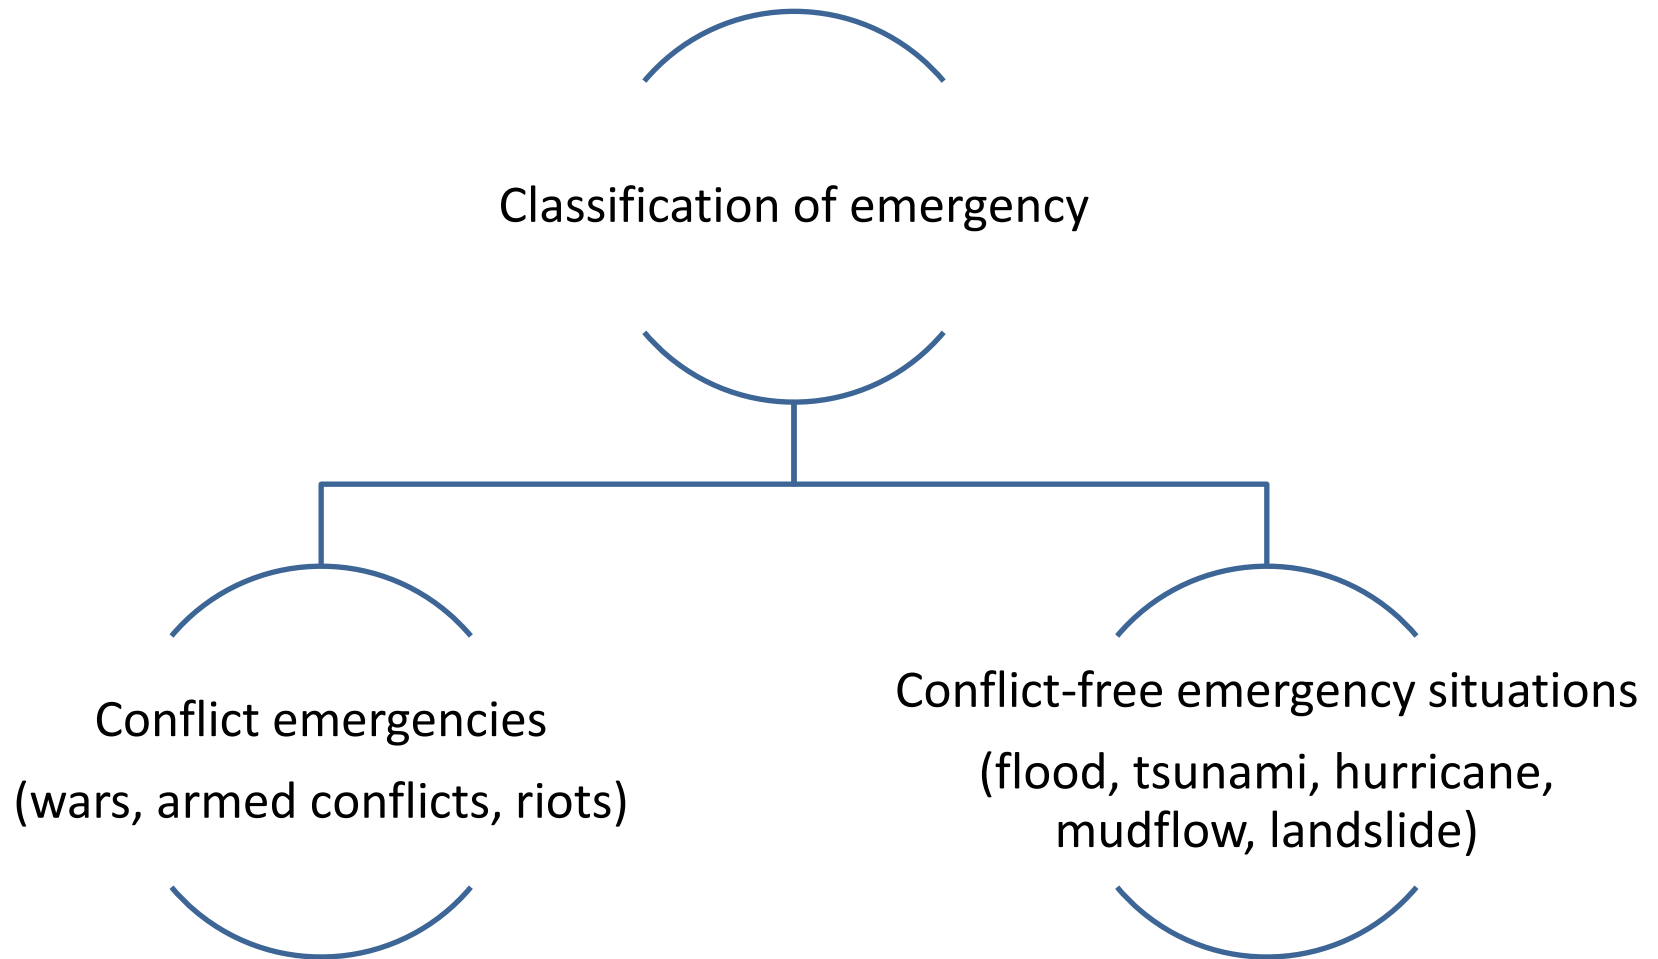 Classification of emergency
Conflict emergencies
(wars, armed conflicts, riots)
Conflict-free emergency situations
(flood, tsunami, hurricane,
mudflow, landslide)